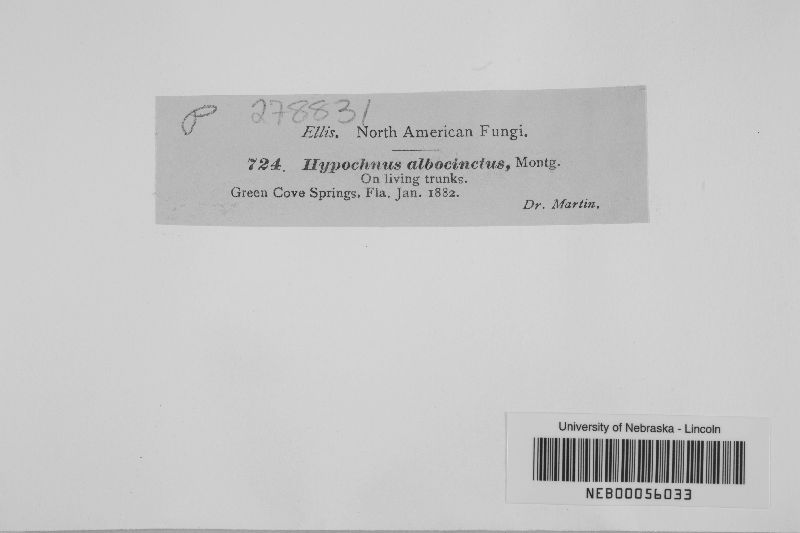 278831
Ellis. North American Fungi.
724. Hypochnus albocinctus, Montg.
On living trunks.
Green Cove Springs, Fla. Jan. 1882.
Dr. Martin.
University of Nebraska - Lincoln
NEB00056033